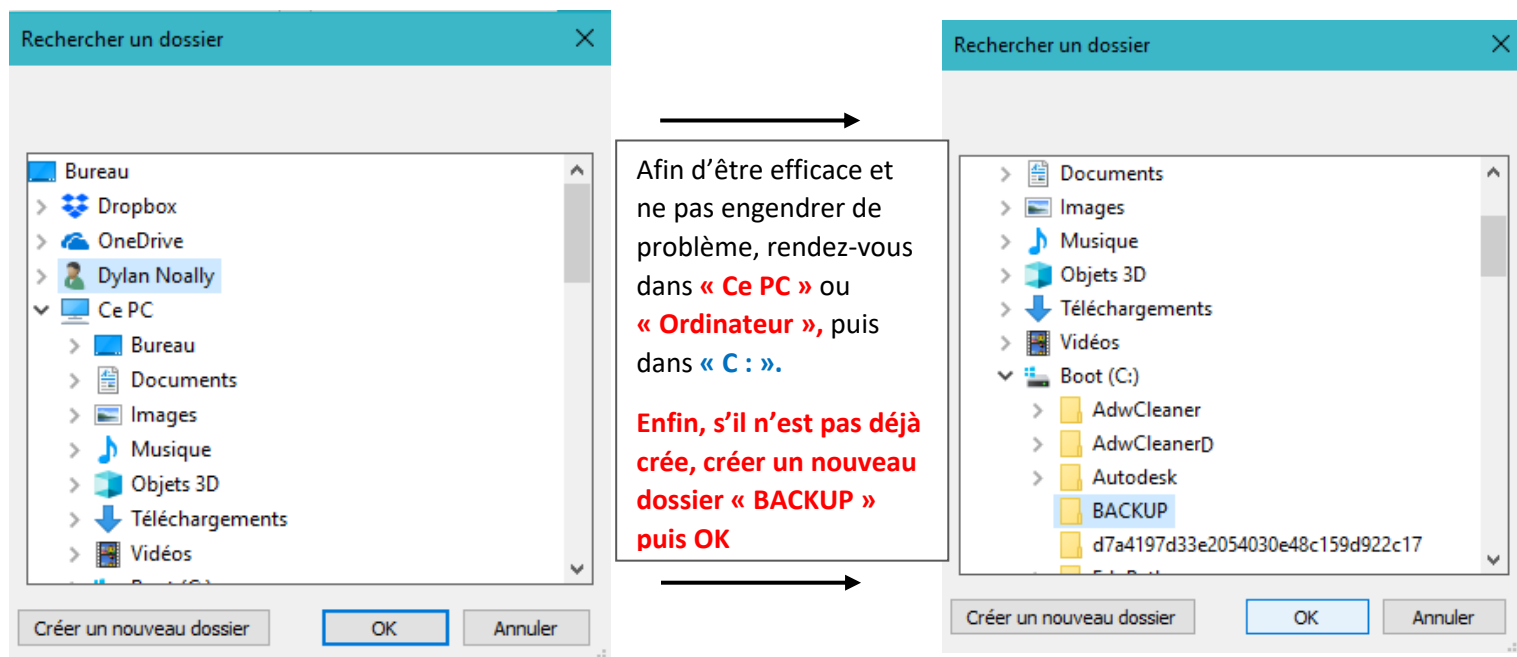 Rechercher un dossier
Bureau
Dropbox
OneDrive
Dylan Noally
Ce PC
Bureau
Documents
Images
Musique
Objets 3D
Téléchargements
Vidéos
Créer un nouveau dossier
OK
Annuler
Afin d’être efficace et
ne pas engendrer de
problème, rendez-vous
dans « Ce PC » ou
« Ordinateur », puis
dans « C : ».
Enfin, s’il n’est pas déjà
crée, créer un nouveau
dossier « BACKUP »
puis OK
Rechercher un dossier
Documents
Images
Musique
Objets 3D
Téléchargements
Vidéos
Boot (C:)
AdwCleaner
AdwCleanerD
Autodesk
BACKUP
d7a4197d33e2054030e48c159d922c17
Créer un nouveau dossier
OK
Annuler